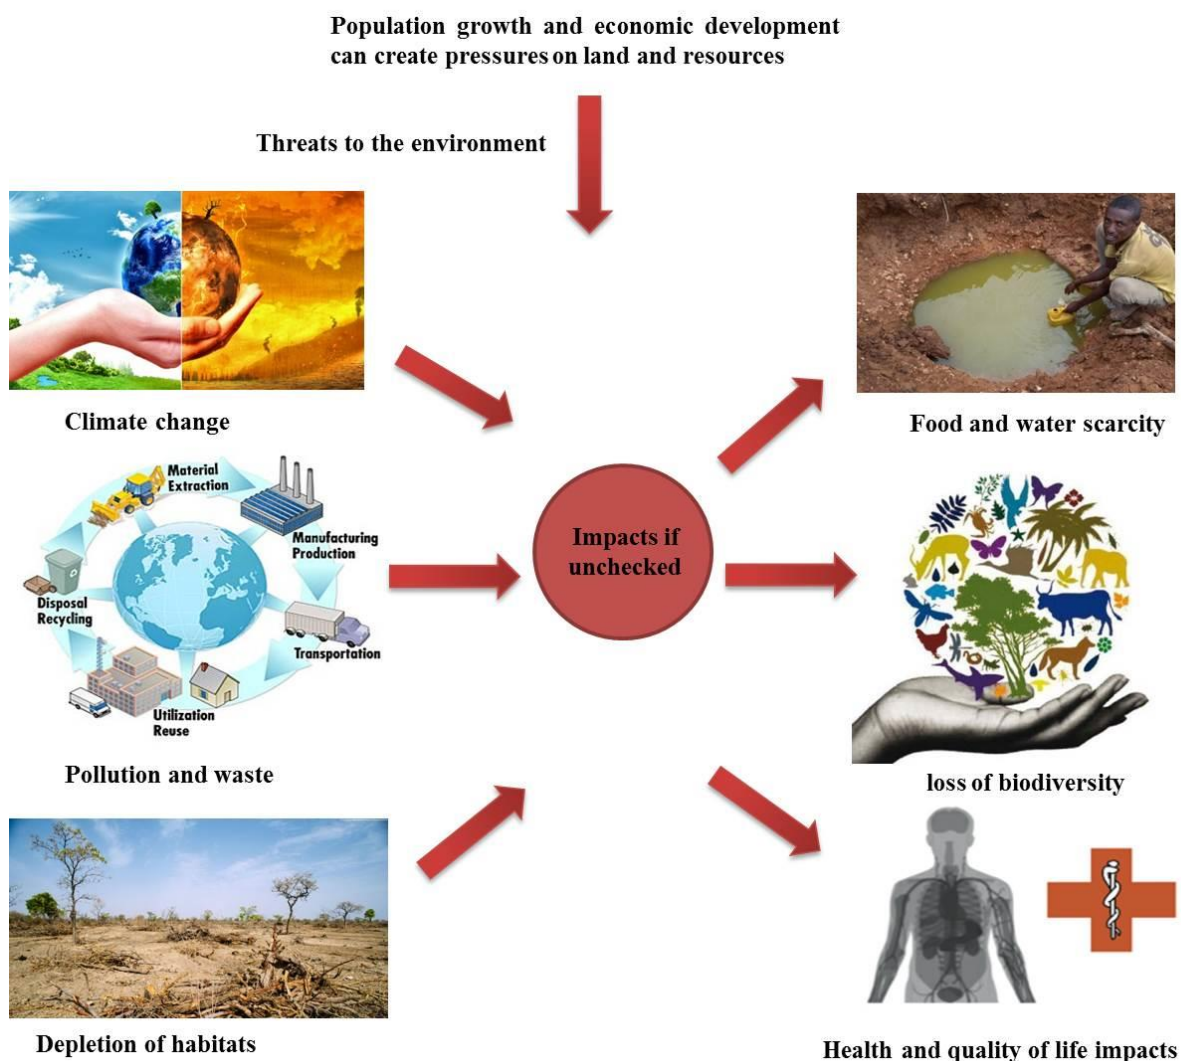 Population growth and economic development
can create pressures on land and resources
Threats to the environment
Climate change
Material
Extraction
Manufacturing
Production
Transportation
Utilization
Reuse
Disposal
Recycling
Pollution and waste
Depletion of habitats
Impacts if
unchecked
Food and water scarcity
loss of biodiversity
Health and quality of life impacts